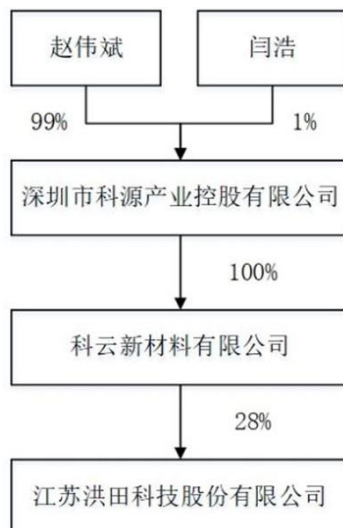 赵伟斌 闫浩
99% 1%
深圳市科源产业控股有限公司
100%
科云新材料有限公司
28%
江苏洪田科技股份有限公司